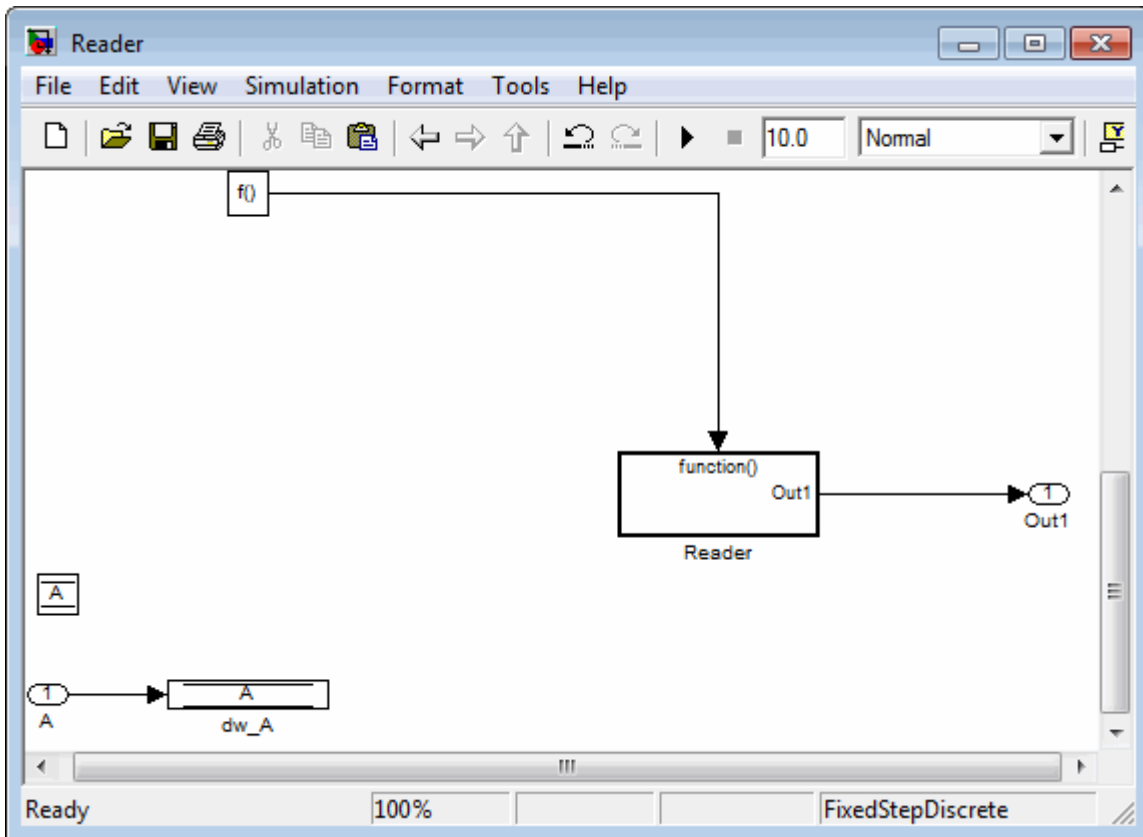 Reader
File Edit View Simulation Format Tools Help
10.0 Normal
f()
function()
Out1
1
Out1
Reader
A
1
A
A
dw_A
Ready 100% FixedStepDiscrete